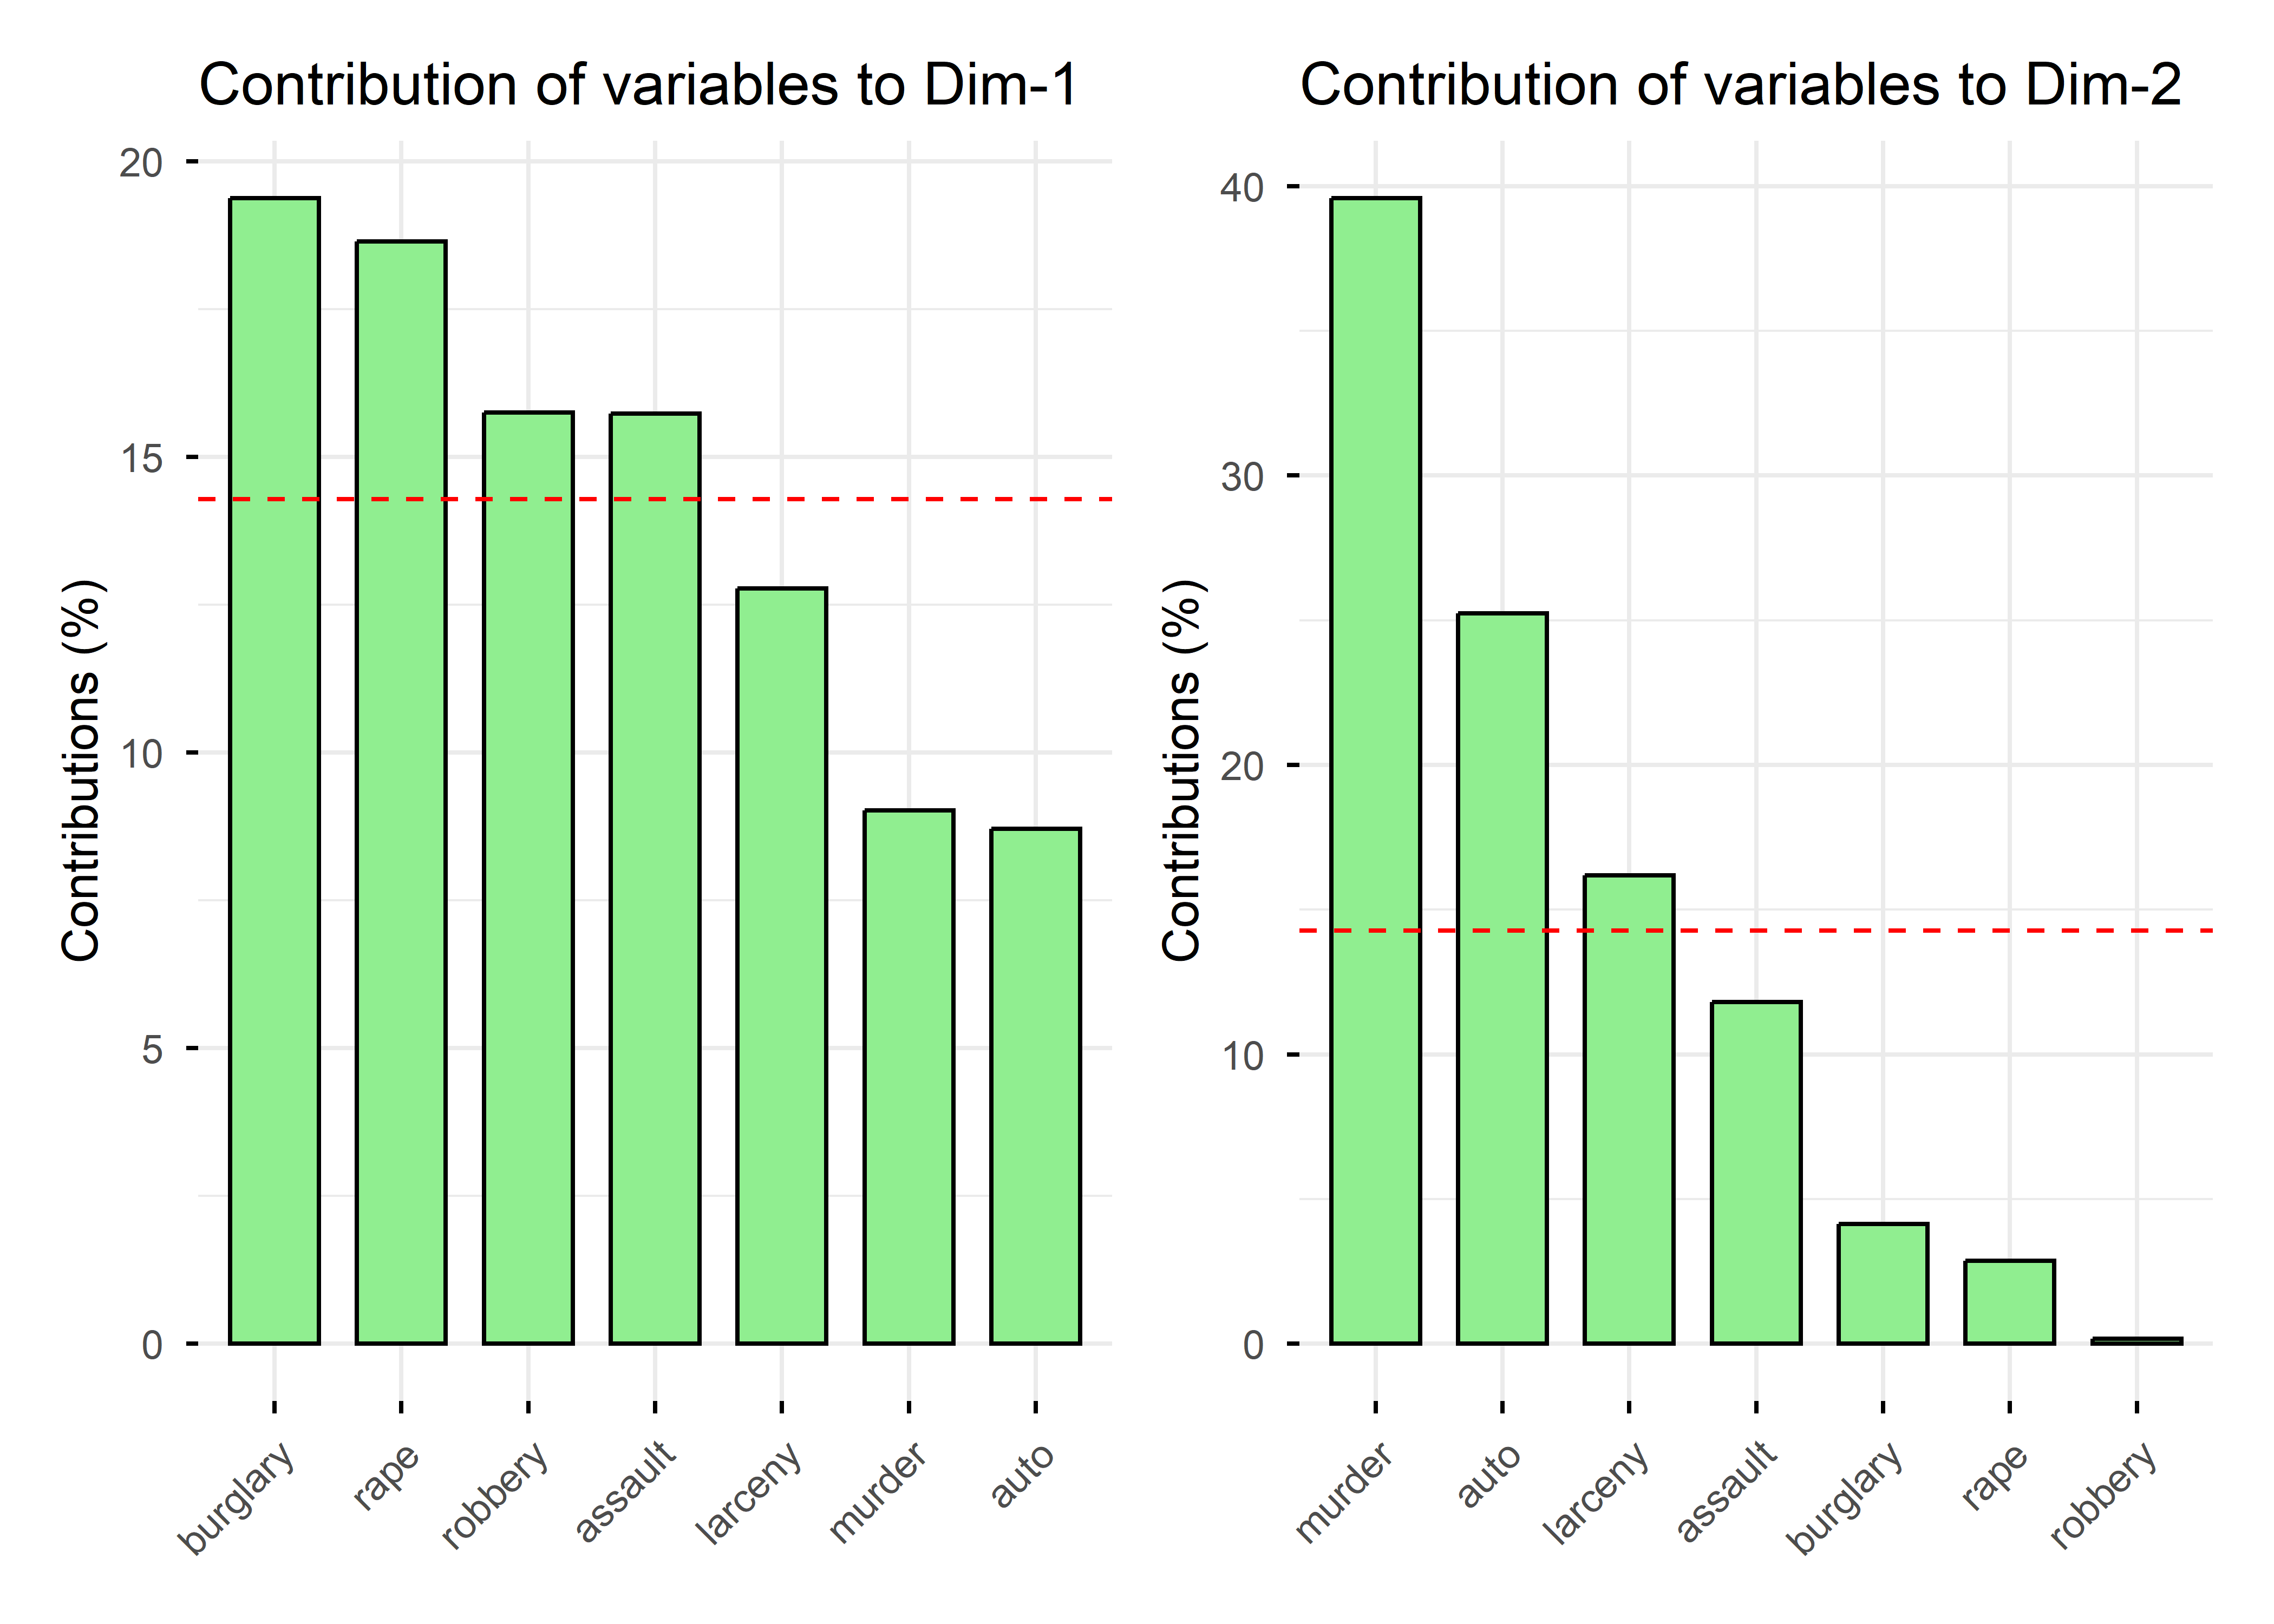 Contribution of variables to Dim-1
Contributions (%)
20
15
10
5
0
burglary
rape
robbery
assault
larceny
murder
auto
Contribution of variables to Dim-2
Contributions (%)
40
30
20
10
0
murder
auto
larceny
assault
burglary
rape
robbery